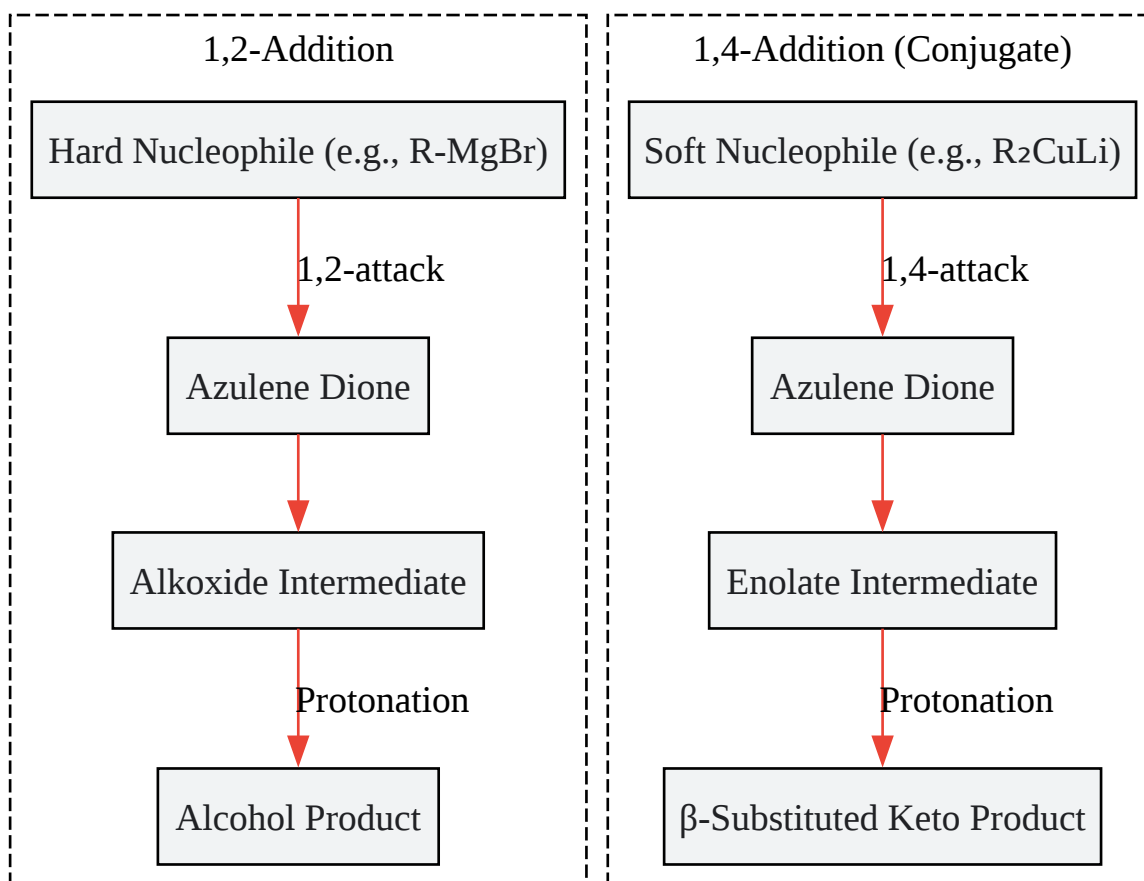 1,2-Addition
Hard Nucleophile (e.g., R-MgBr)
1,2-attack
Azulene Dione
Alkoxide Intermediate
Protonation
Alcohol Product
1,4-Addition (Conjugate)
Soft Nucleophile (e.g., R₂CuLi)
1,4-attack
Azulene Dione
Enolate Intermediate
Protonation
β-Substituted Keto Product